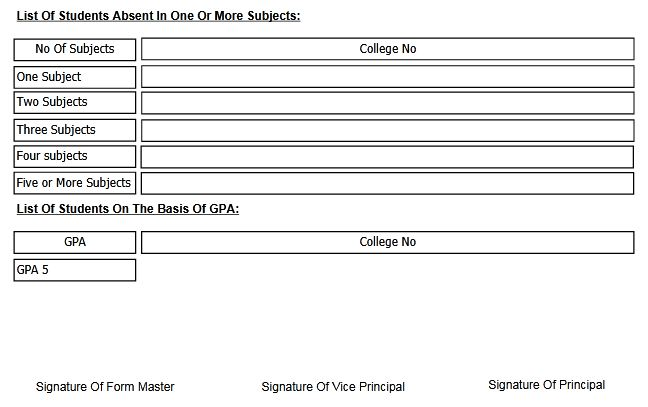 List Of Students Absent In One Or More Subjects:
No Of Subjects College No
One Subject
Two Subjects
Three Subjects
Four subjects
Five or More Subjects
List Of Students On The Basis Of GPA:
GPA College No
GPA 5
Signature Of Form Master Signature Of Vice Principal Signature Of Principal